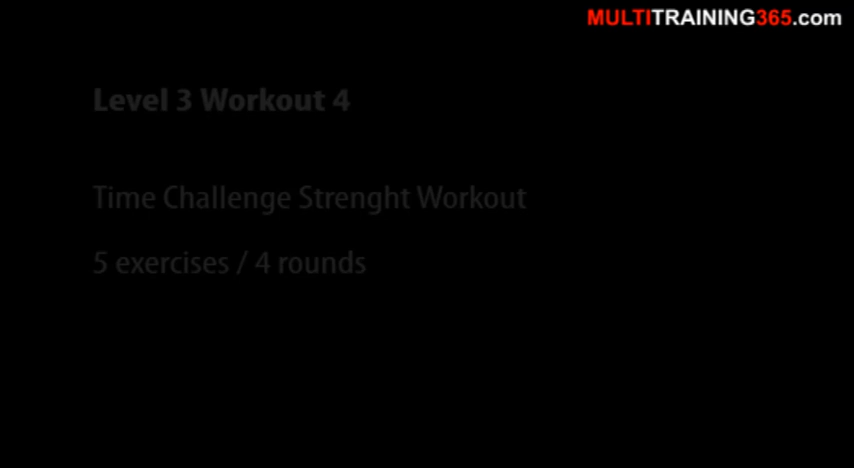 MULTITRAINING365.com
Level 3 Workout 4
Time Challenge Strenght Workout
5 exercises / 4 rounds